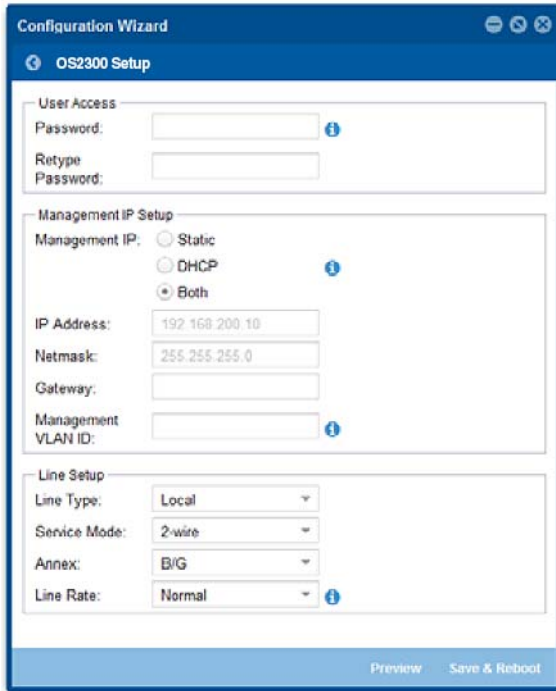 Configuration Wizard
OS2300 Setup
User Access
Password:
Retype
Password:
Management IP Setup
Management IP: Static
DHCP
Both
IP Address: 192.168.200.10
Netmask: 255.255.255.0
Gateway:
Management
VLAN ID:
Line Setup
Line Type: Local
Service Mode: 2-wire
Annex: B/G
Line Rate: Normal
Preview Save & Reboot